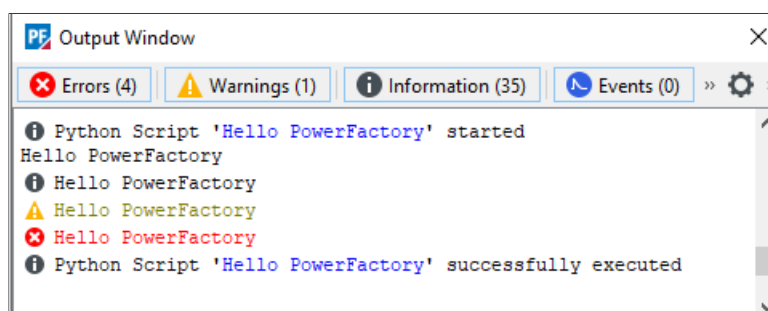 PF Output Window
Errors (4) Warnings (1) Information (35) Events (0) »
Python Script 'Hello PowerFactory' started
Hello PowerFactory
Hello PowerFactory
Hello PowerFactory
Hello PowerFactory
Python Script 'Hello PowerFactory' successfully executed